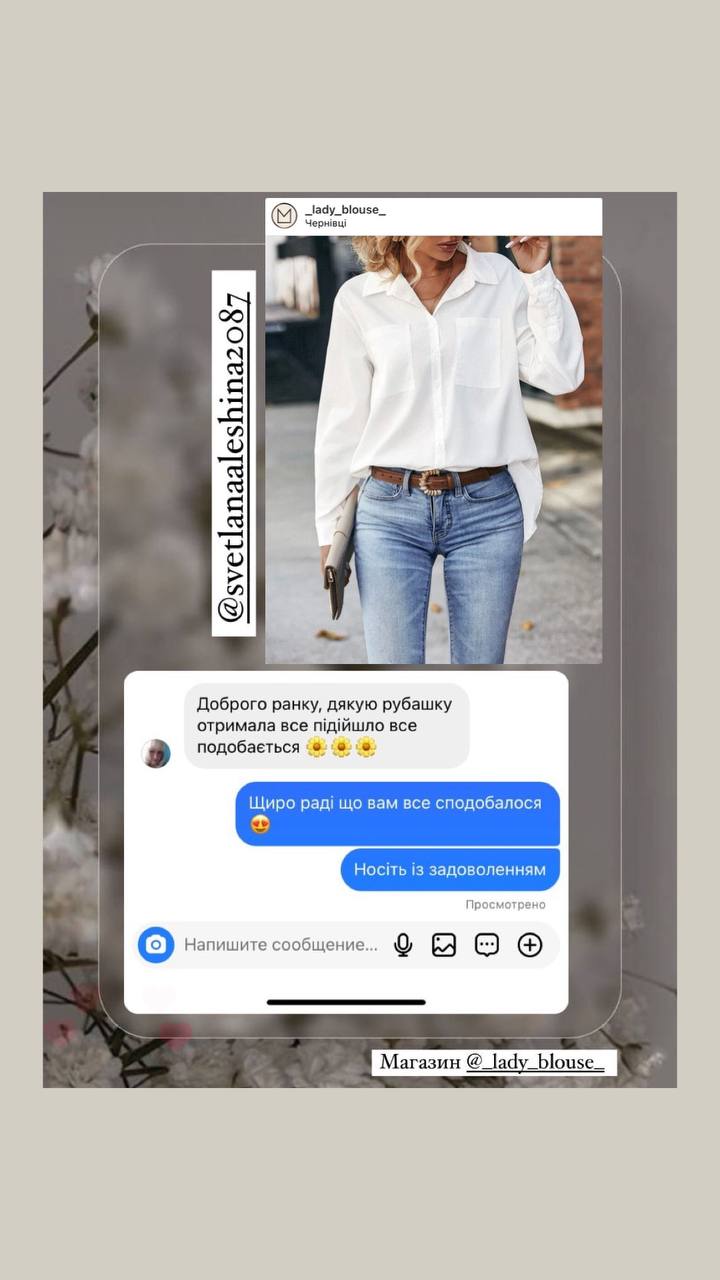 _lady_blouse_
Чернівці
@svetlanaaleshina2087
Доброго ранку, дякую рубашку
отримала все підійшло все
подобається 🌼🌼🌼
Щиро раді що вам все сподобалося
😍
Носіть із задоволенням
Просмотрено
Напишите сообщение...
Магазин @_lady_blouse_